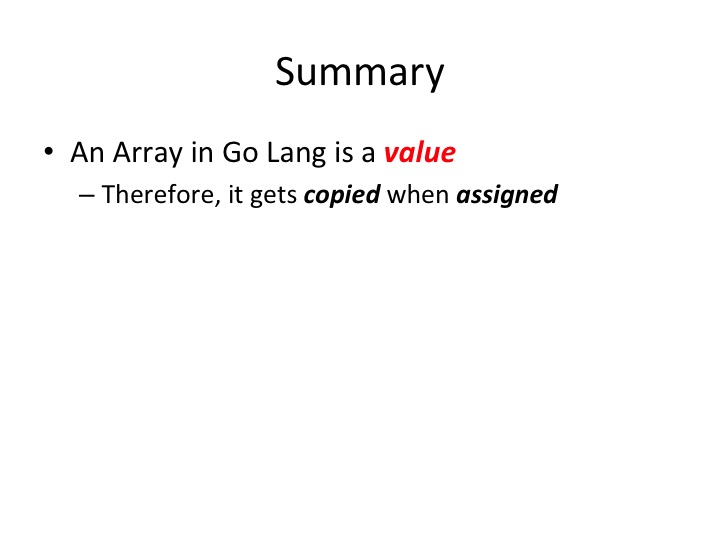 Summary
• An Array in Go Lang is a value
– Therefore, it gets copied when assigned